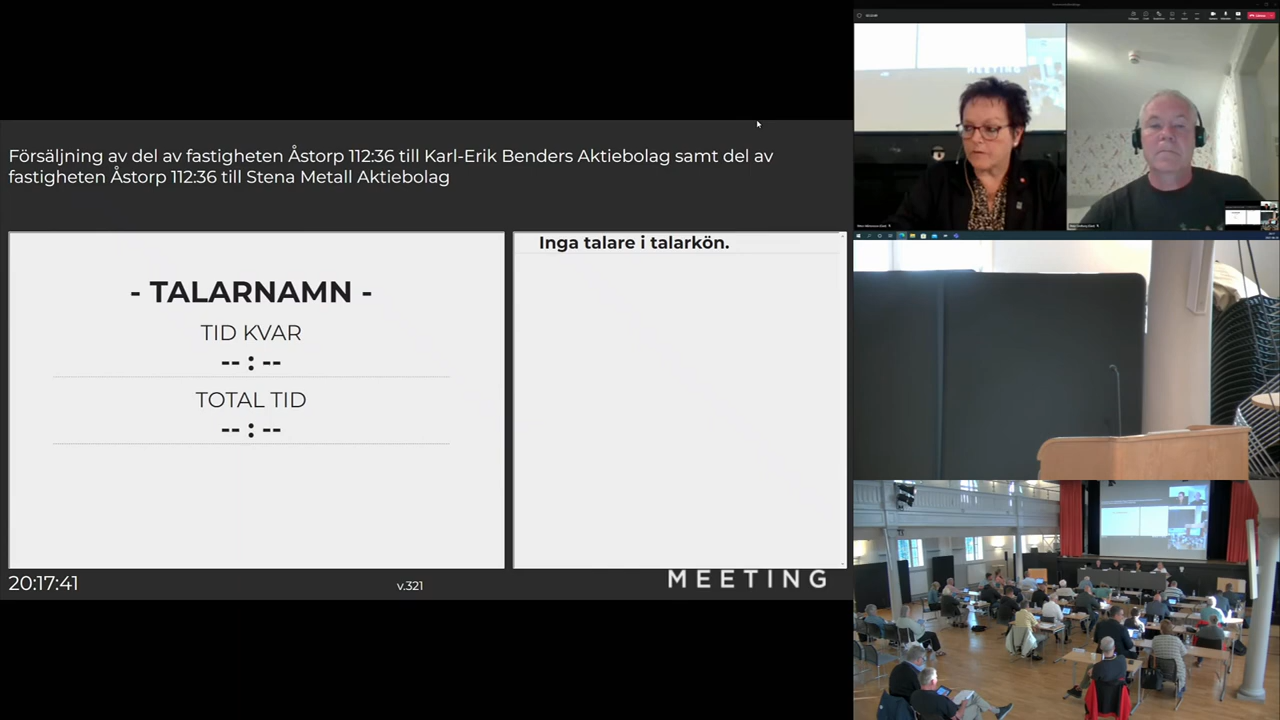 Försäljning av del av fastigheten Åstorp 112:36 till Karl-Erik Benders Aktiebolag samt del av
fastigheten Åstorp 112:36 till Stena Metall Aktiebolag
- TALARNAMN -
TID KVAR
-- : --
TOTAL TID
-- : --
Inga talare i talarkön.
20:17:41
v.321
MEETING
MEETING